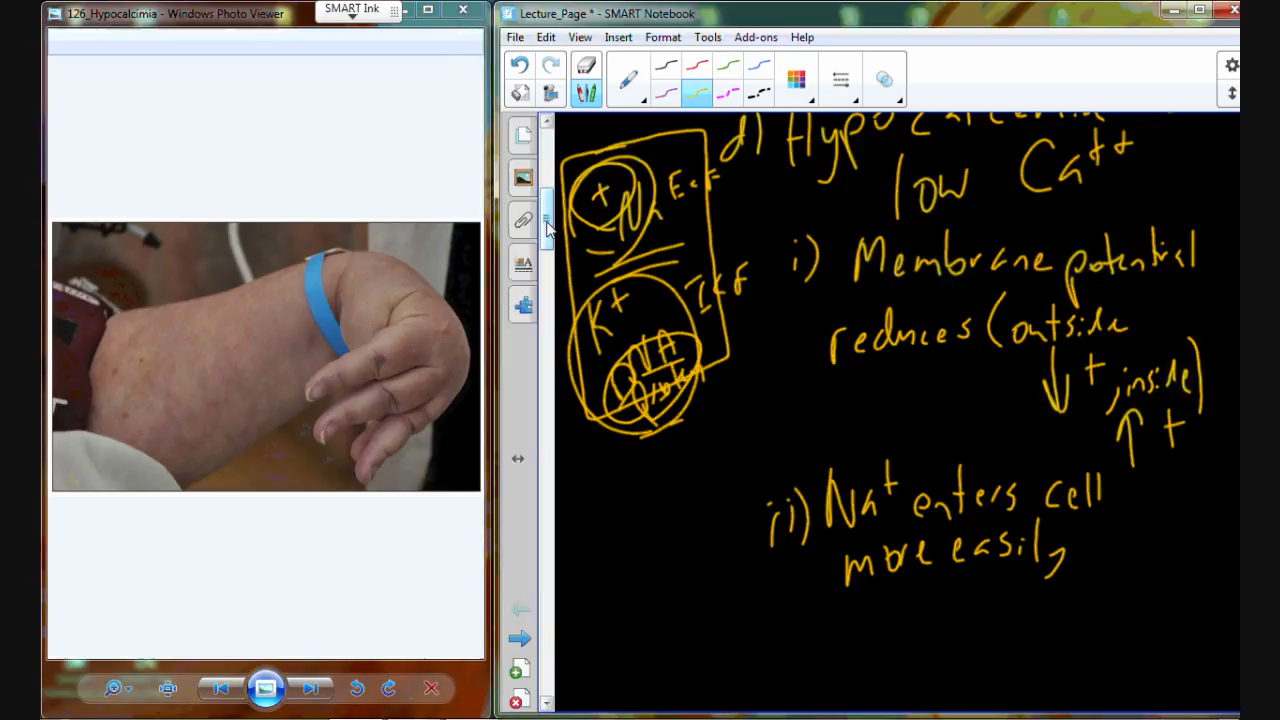 126_Hypocalcimia - Windows Photo Viewer
SMART Ink
Lecture_Page * - SMART Notebook
File Edit View Insert Format Tools Add-ons Help
d) Hypocalcemia
low Ca++
+
Na
ECF
K+
ICF
i) Membrane potential
reduces (outside
↓ + , inside)
↑ +
ii) Na+ enters cell
more easily